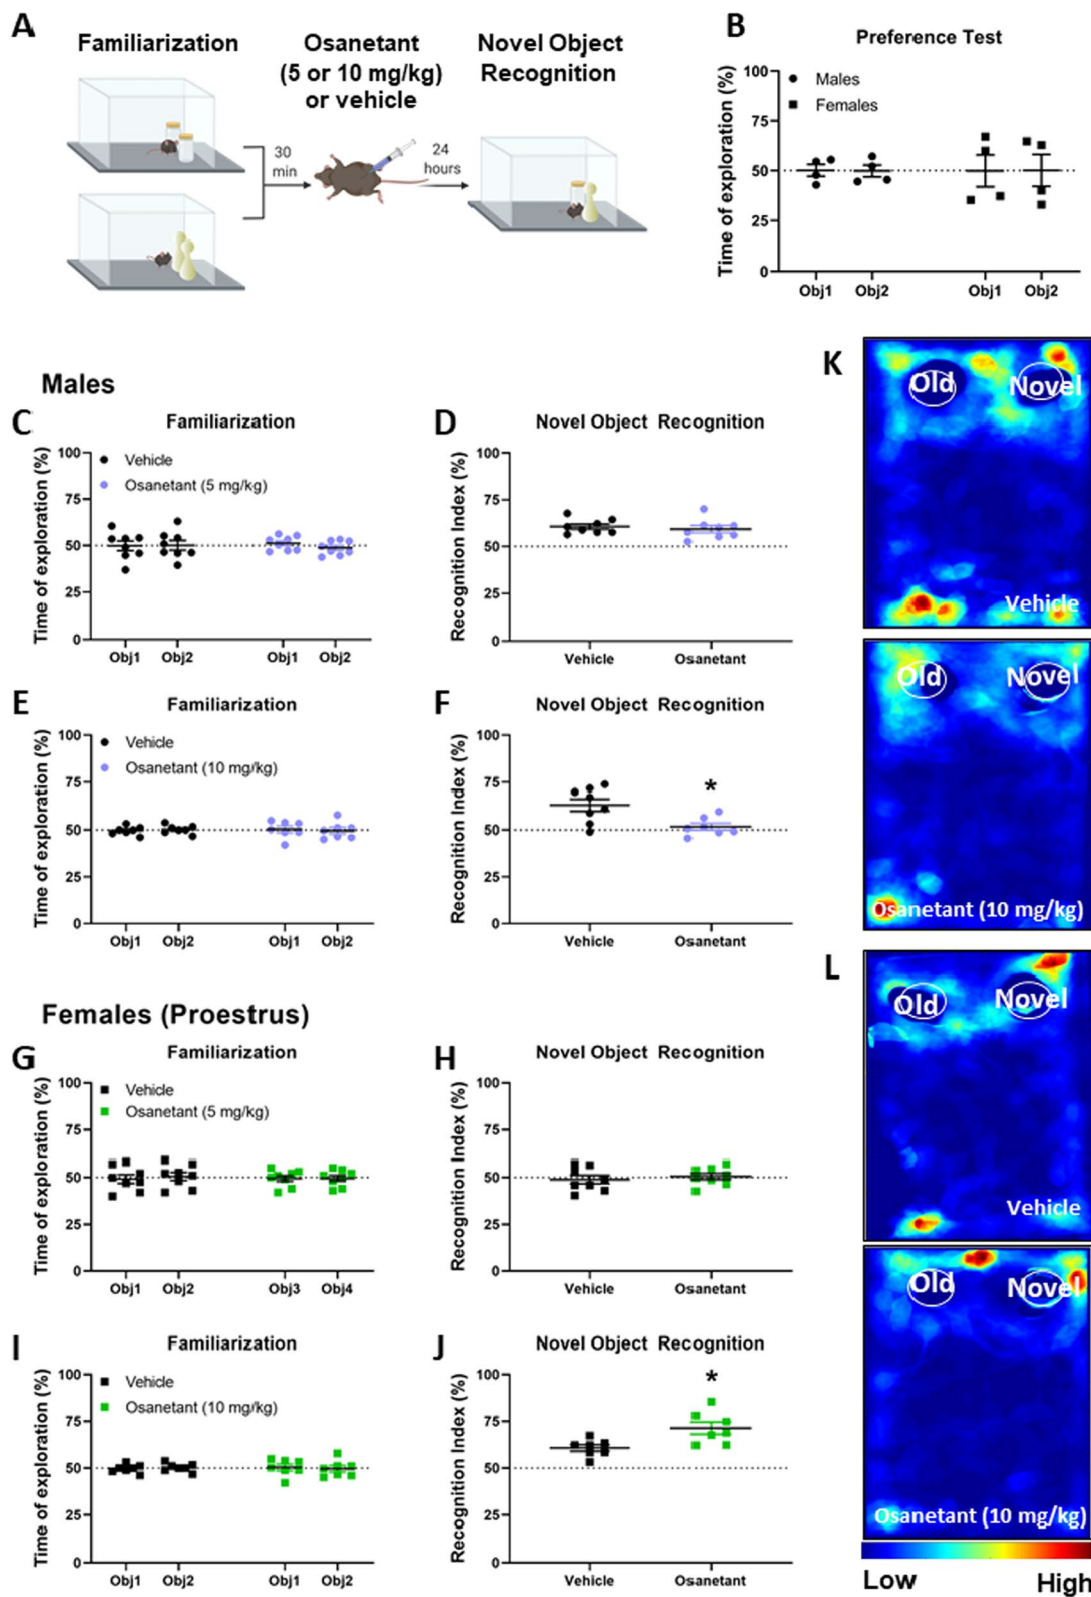 A
Familiarization
Osanetant
(5 or 10 mg/kg)
or vehicle
Novel Object
Recognition
30
min
24
hours
B
Preference Test
Time of exploration (%)
100
75
50
25
0
Males
Females
Obj1
Obj2
Obj1
Obj2
Males
C
Familiarization
Time of exploration (%)
100
75
50
25
0
Vehicle
Osanetant (5 mg/kg)
Obj1
Obj2
Obj1
Obj2
D
Novel Object Recognition
Recognition Index (%)
100
75
50
25
0
Vehicle
Osanetant
E
Familiarization
Time of exploration (%)
100
75
50
25
0
Vehicle
Osanetant (10 mg/kg)
Obj1
Obj2
Obj1
Obj2
F
Novel Object Recognition
Recognition Index (%)
100
75
50
25
0
*
Vehicle
Osanetant
Females (Proestrus)
G
Familiarization
Time of exploration (%)
100
75
50
25
0
Vehicle
Osanetant (5 mg/kg)
Obj1
Obj2
Obj3
Obj4
H
Novel Object Recognition
Recognition Index (%)
100
75
50
25
0
Vehicle
Osanetant
I
Familiarization
Time of exploration (%)
100
75
50
25
0
Vehicle
Osanetant (10 mg/kg)
Obj1
Obj2
Obj1
Obj2
J
Novel Object Recognition
Recognition Index (%)
100
75
50
25
0
*
Vehicle
Osanetant
K
Old
Novel
Vehicle
Old
Novel
Osanetant (10 mg/kg)
L
Old
Novel
Vehicle
Old
Novel
Osanetant (10 mg/kg)
Low
High